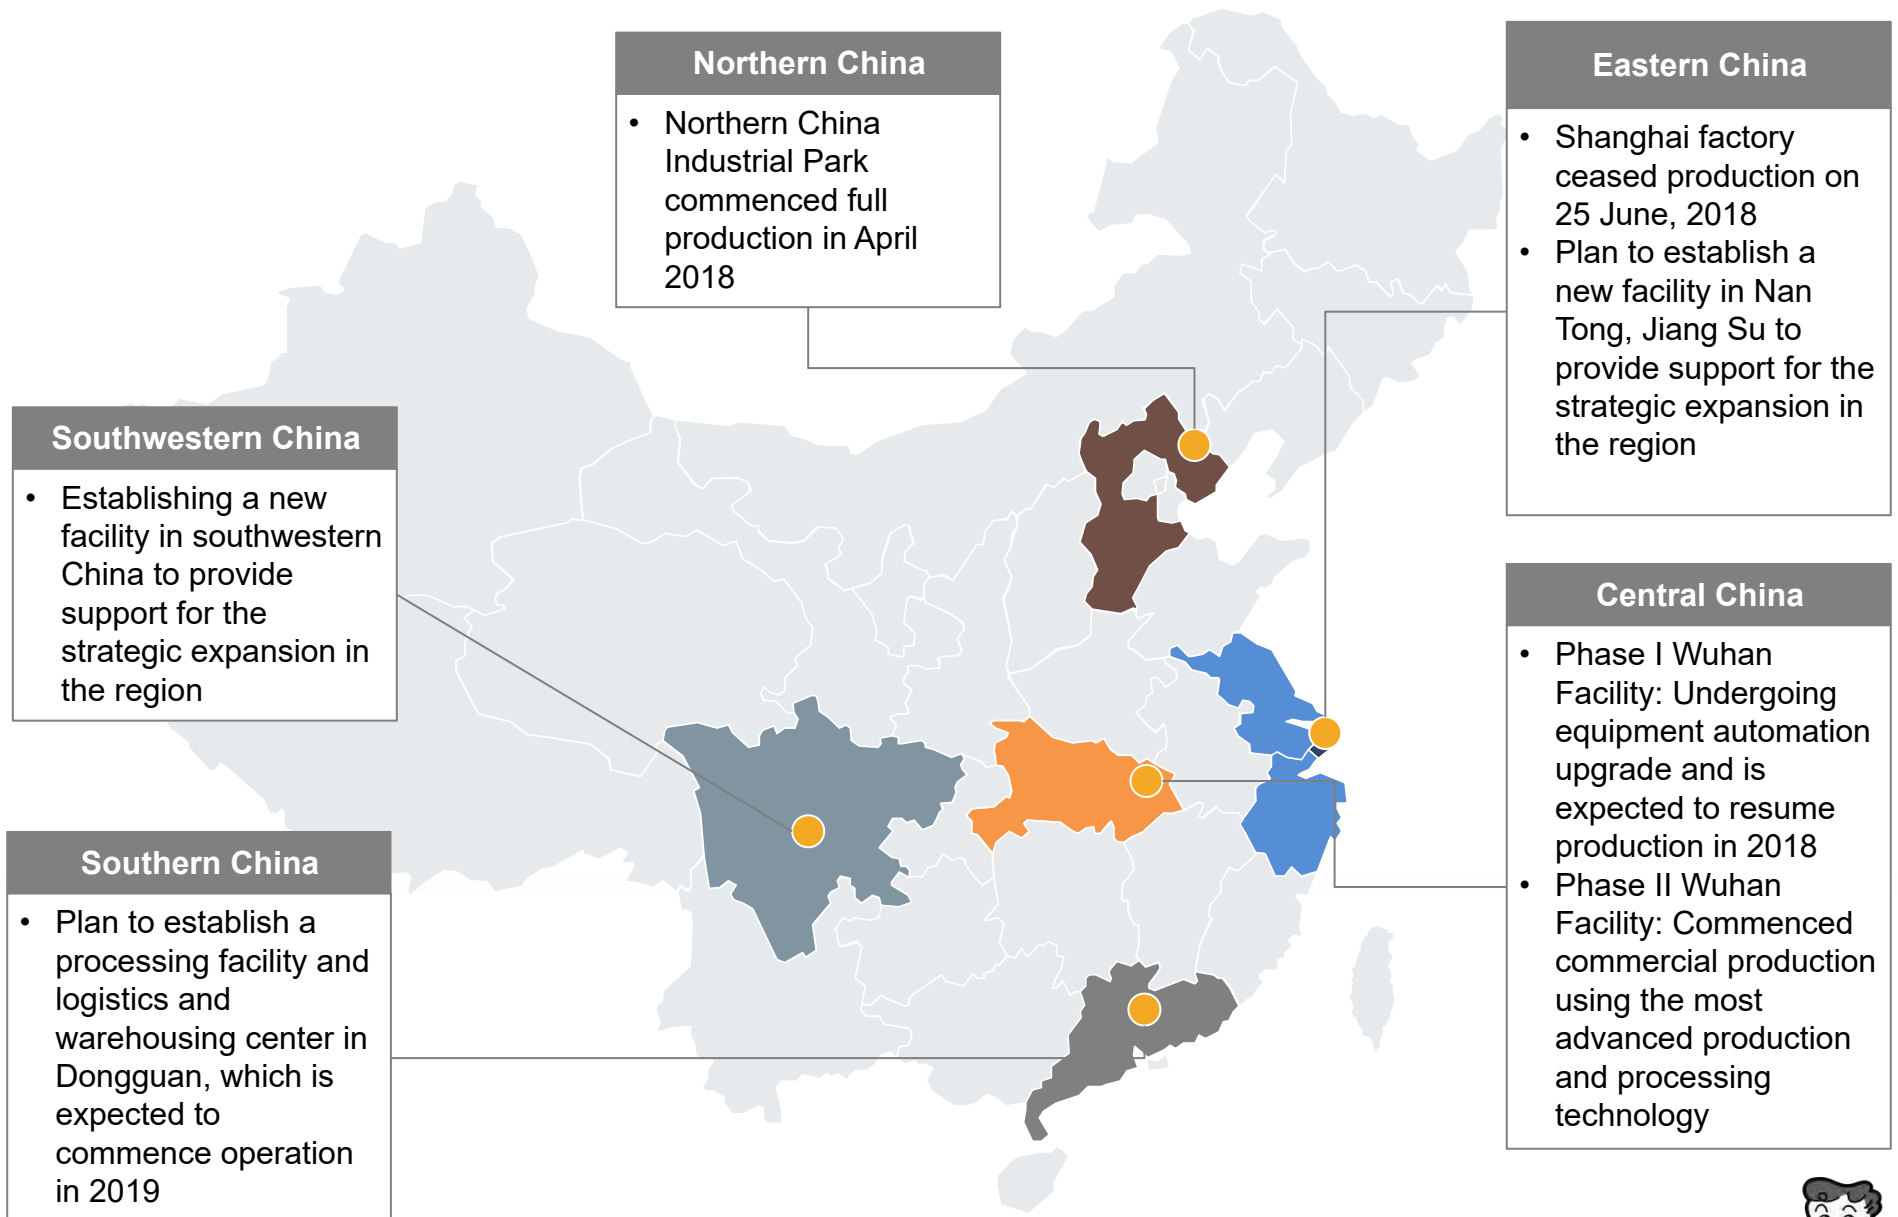 Northern China
• Northern China
Industrial Park
commenced full
production in April
2018
Eastern China
• Shanghai factory
ceased production on
25 June, 2018
• Plan to establish a
new facility in Nan
Tong, Jiang Su to
provide support for the
strategic expansion in
the region
Southwestern China
• Establishing a new
facility in southwestern
China to provide
support for the
strategic expansion in
the region
Central China
• Phase I Wuhan
Facility: Undergoing
equipment automation
upgrade and is
expected to resume
production in 2018
• Phase II Wuhan
Facility: Commenced
commercial production
using the most
advanced production
and processing
technology
Southern China
• Plan to establish a
processing facility and
logistics and
warehousing center in
Dongguan, which is
expected to
commence operation
in 2019